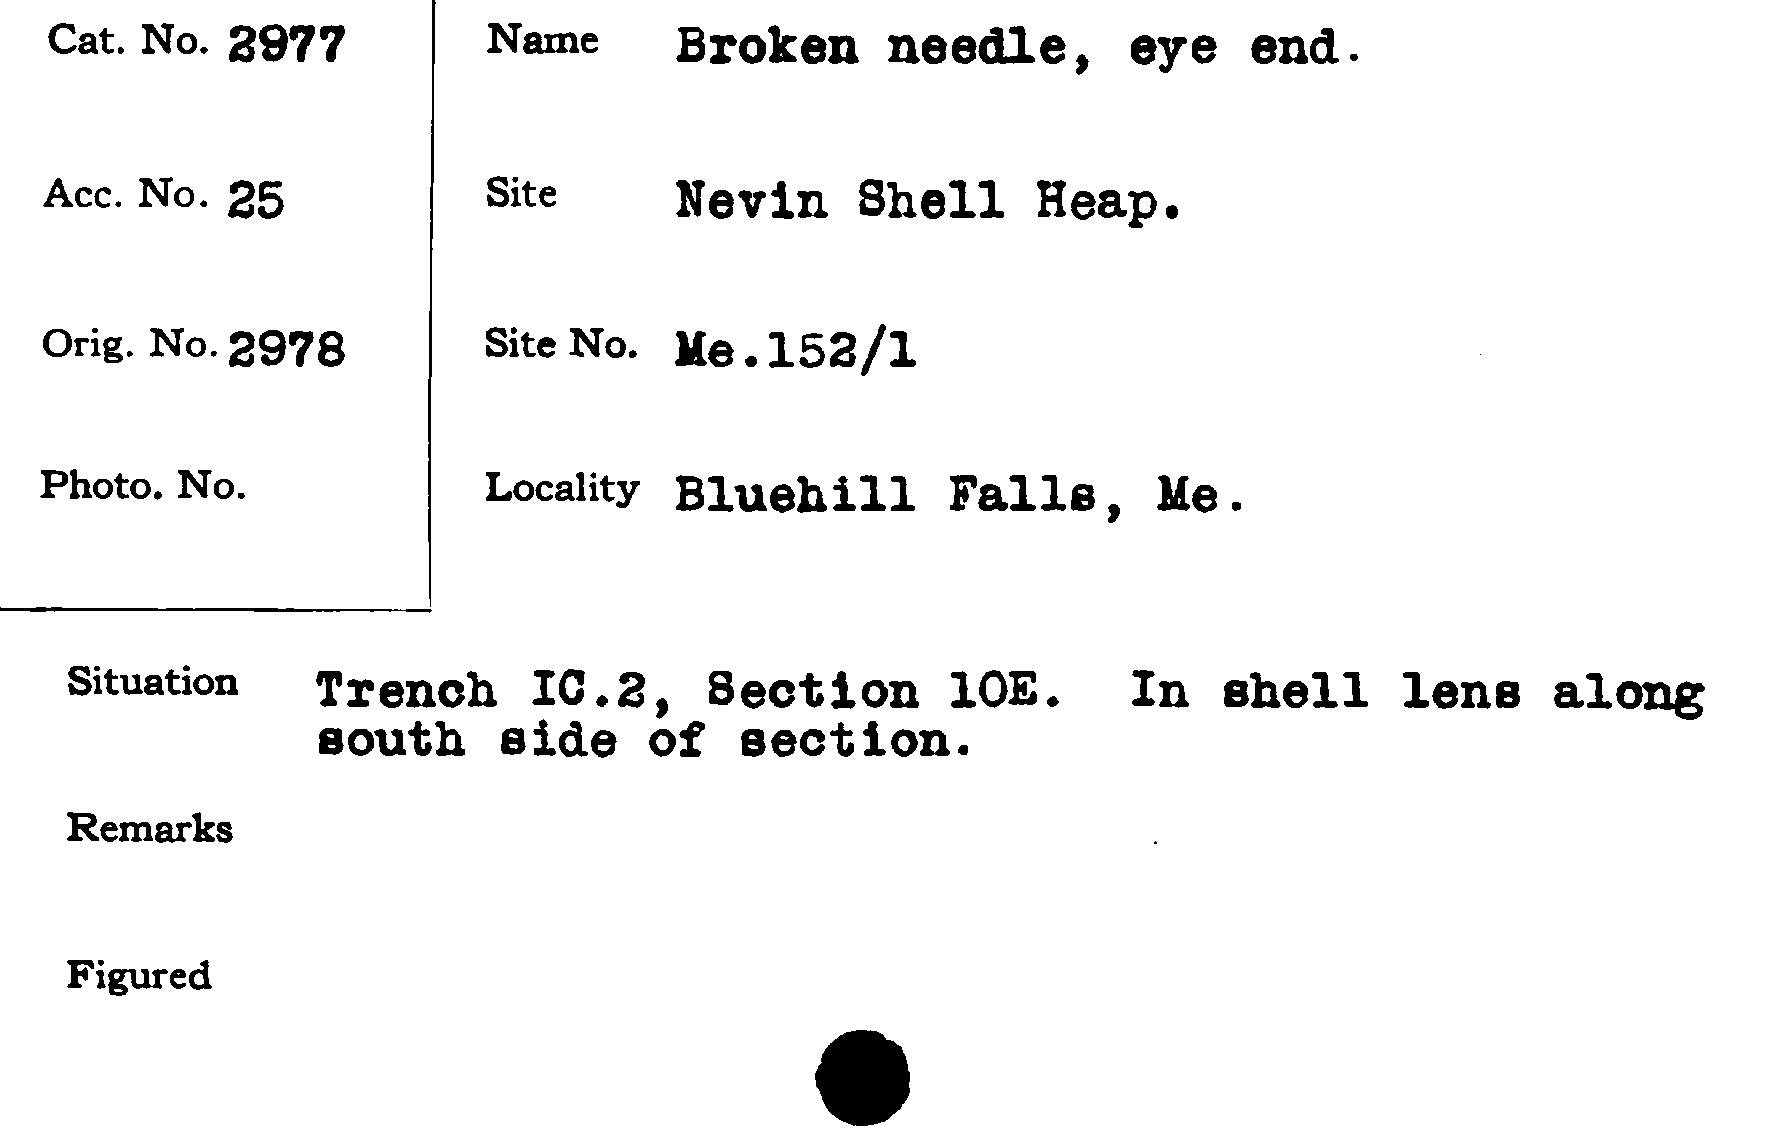 Cat. No. 2977
Name Broken needle, eye end.
Acc. No. 25
Site Nevin Shell Heap.
Orig. No. 2978
Site No. Me.152/1
Photo. No.
Locality Bluehill Falls, Me.
Situation Trench IC.2, Section 10E. In shell lens along
south side of section.
Remarks
Figured